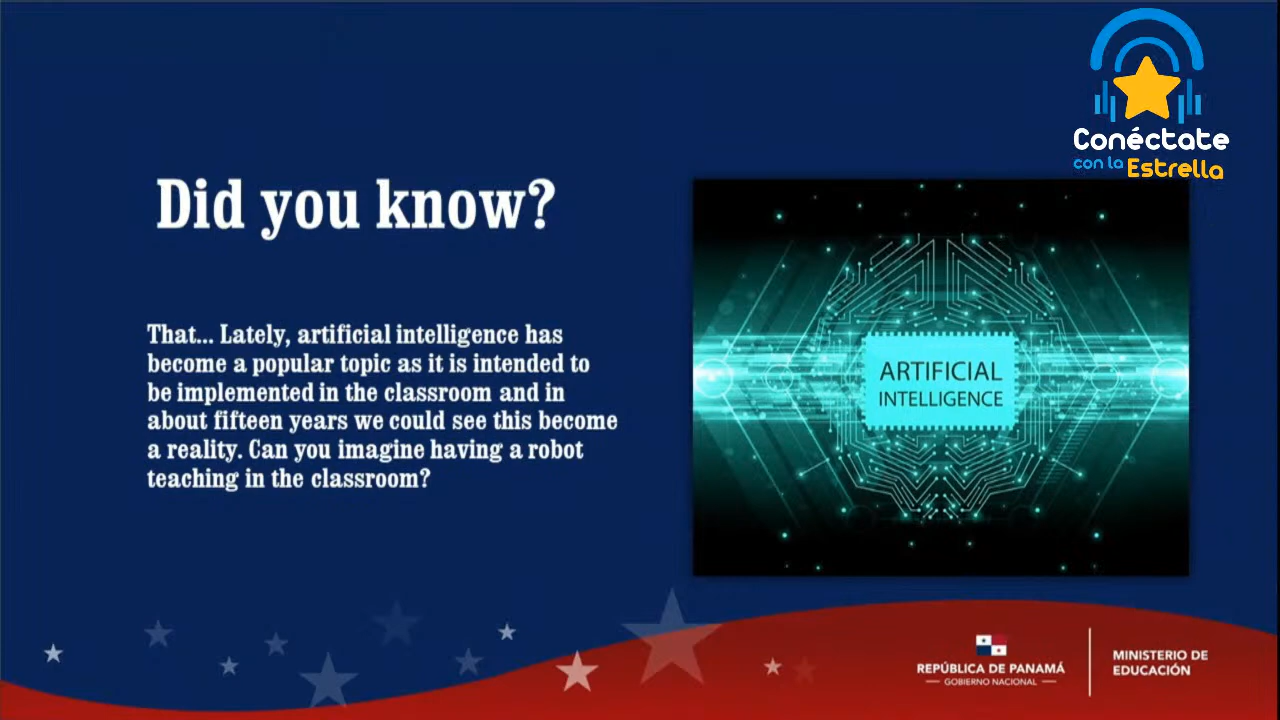 Conéctate
con la Estrella
Did you know?
That... Lately, artificial intelligence has
become a popular topic as it is intended to
be implemented in the classroom and in
about fifteen years we could see this become
a reality. Can you imagine having a robot
teaching in the classroom?
ARTIFICIAL
INTELLIGENCE
REPÚBLICA DE PANAMÁ
GOBIERNO NACIONAL
MINISTERIO DE
EDUCACIÓN